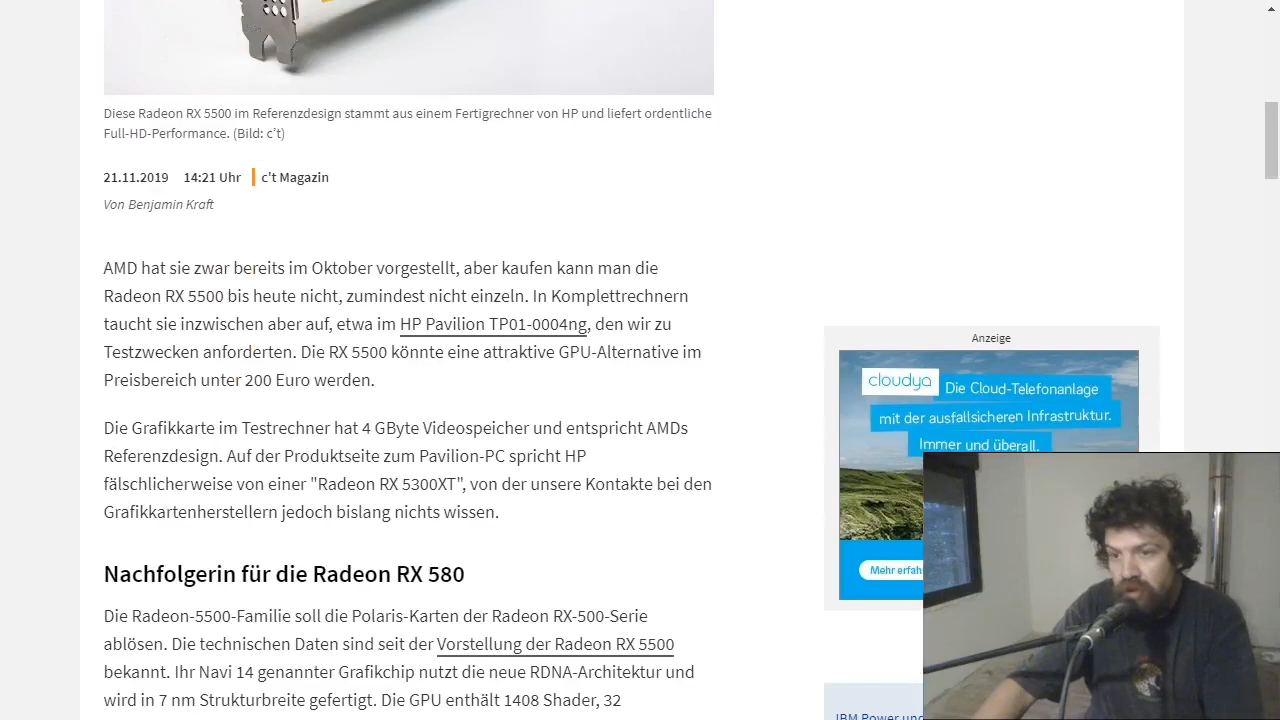 Diese Radeon RX 5500 im Referenzdesign stammt aus einem Fertigrechner von HP und liefert ordentliche
Full-HD-Performance. (Bild: c't)
21.11.2019 14:21 Uhr c't Magazin
Von Benjamin Kraft
AMD hat sie zwar bereits im Oktober vorgestellt, aber kaufen kann man die
Radeon RX 5500 bis heute nicht, zumindest nicht einzeln. In Komplettrechnern
taucht sie inzwischen aber auf, etwa im HP Pavilion TP01-0004ng, den wir zu
Testzwecken anforderten. Die RX 5500 könnte eine attraktive GPU-Alternative im
Preisbereich unter 200 Euro werden.
Die Grafikkarte im Testrechner hat 4 GByte Videospeicher und entspricht AMDs
Referenzdesign. Auf der Produktseite zum Pavilion-PC spricht HP
fälschlicherweise von einer "Radeon RX 5300XT", von der unsere Kontakte bei den
Grafikkartenherstellern jedoch bislang nichts wissen.
Nachfolgerin für die Radeon RX 580
Die Radeon-5500-Familie soll die Polaris-Karten der Radeon RX-500-Serie
ablösen. Die technischen Daten sind seit der Vorstellung der Radeon RX 5500
bekannt. Ihr Navi 14 genannter Grafikchip nutzt die neue RDNA-Architektur und
wird in 7 nm Strukturbreite gefertigt. Die GPU enthält 1408 Shader, 32
Anzeige
cloudya Die Cloud-Telefonanlage
mit der ausfallsicheren Infrastruktur.
Immer und überall.
Mehr erfah
IBM Power und